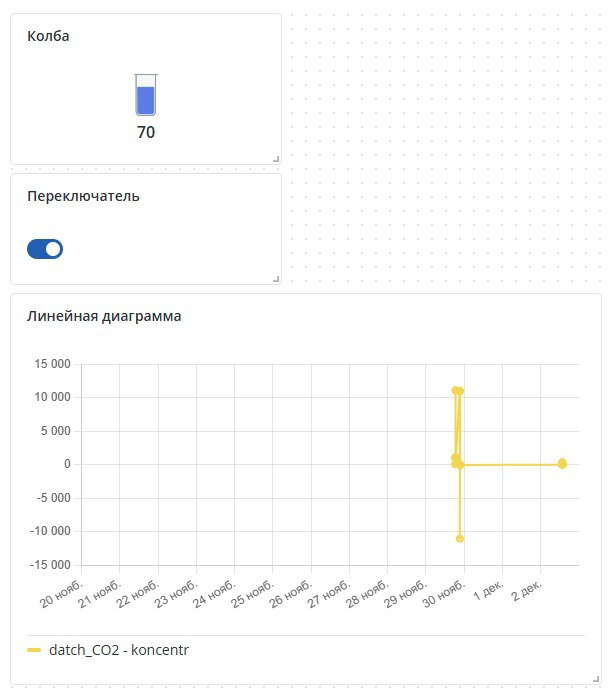 Колба
70
Переключатель
Линейная диаграмма
15 000
10 000
5 000
0
-5 000
-10 000
-15 000
20 нояб. 21 нояб. 22 нояб. 23 нояб. 24 нояб. 25 нояб. 26 нояб. 27 нояб. 28 нояб. 29 нояб. 30 нояб. 1 дек. 2 дек.
datch_CO2 - koncentr